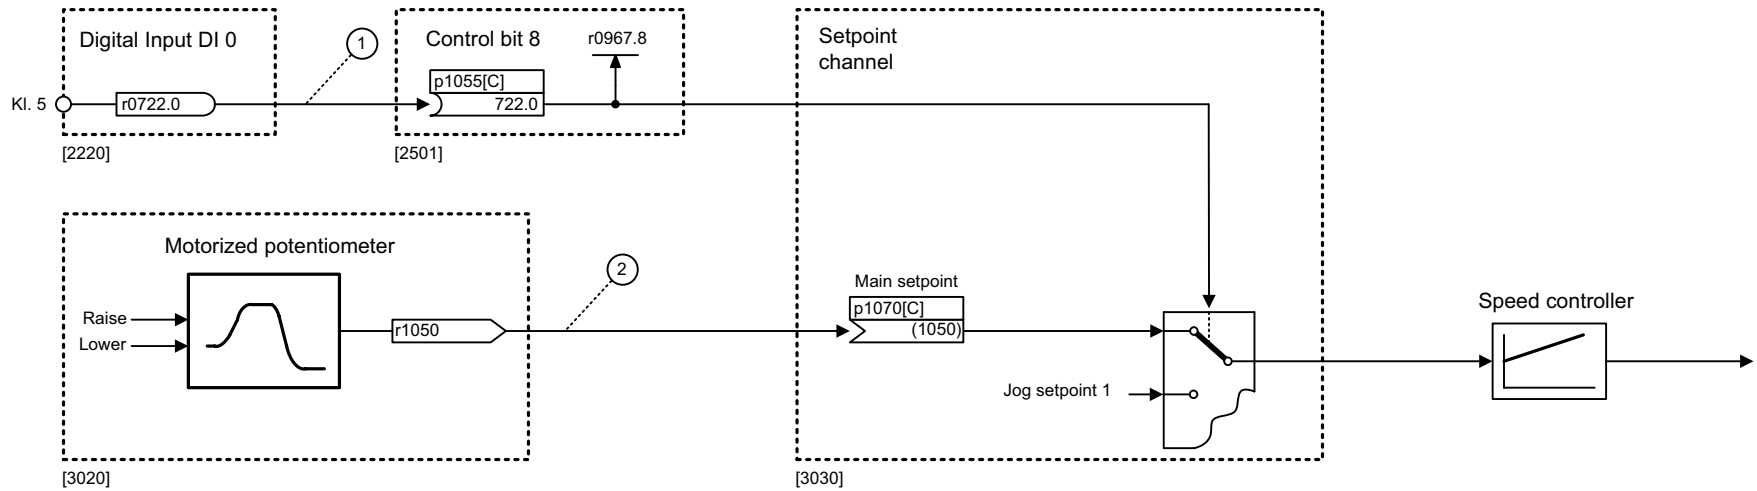 Digital Input DI 0
1
Control bit 8
r0967.8
Setpoint
channel
p1055[C]
Kl. 5
r0722.0
722.0
[2220]
[2501]
Motorized potentiometer
2
Main setpoint
p1070[C]
Speed controller
Raise
r1050
(1050)
Lower
Jog setpoint 1
[3020]
[3030]